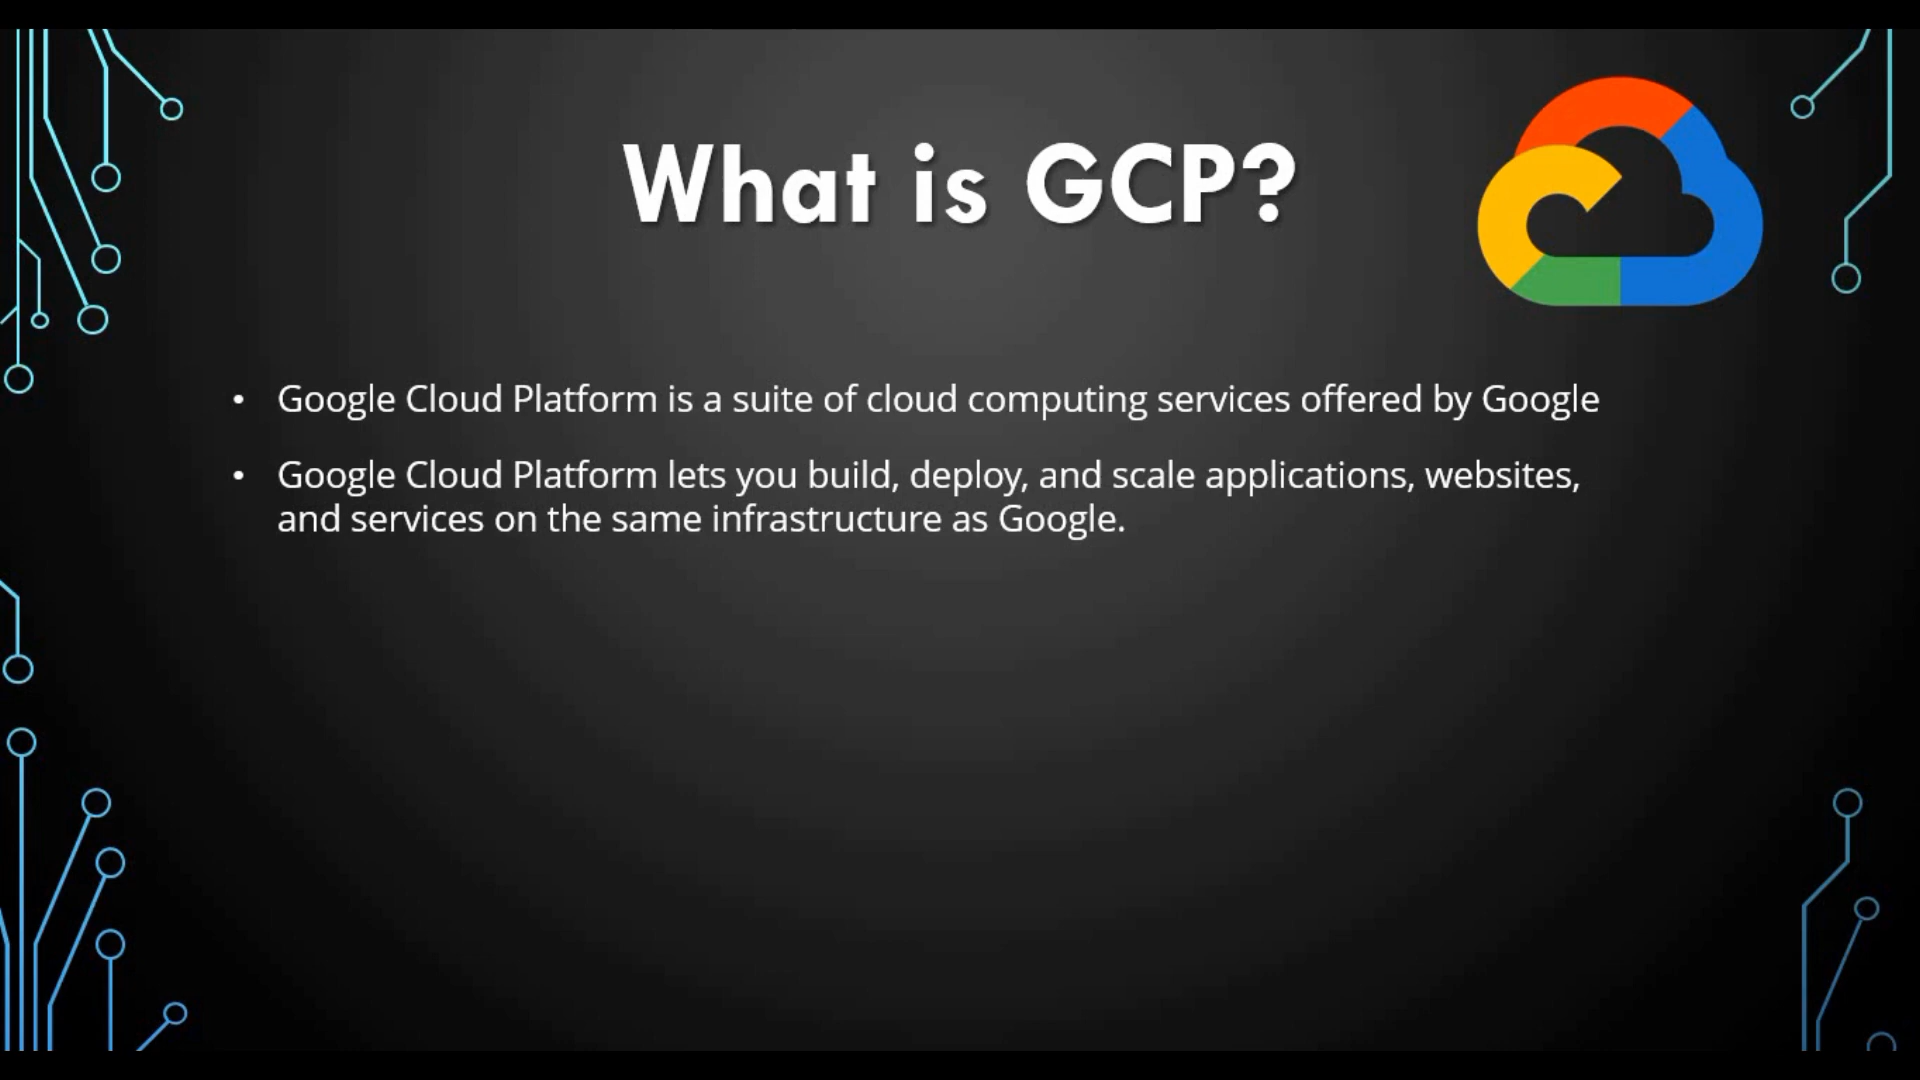 What is GCP?
• Google Cloud Platform is a suite of cloud computing services offered by Google
• Google Cloud Platform lets you build, deploy, and scale applications, websites,
and services on the same infrastructure as Google.